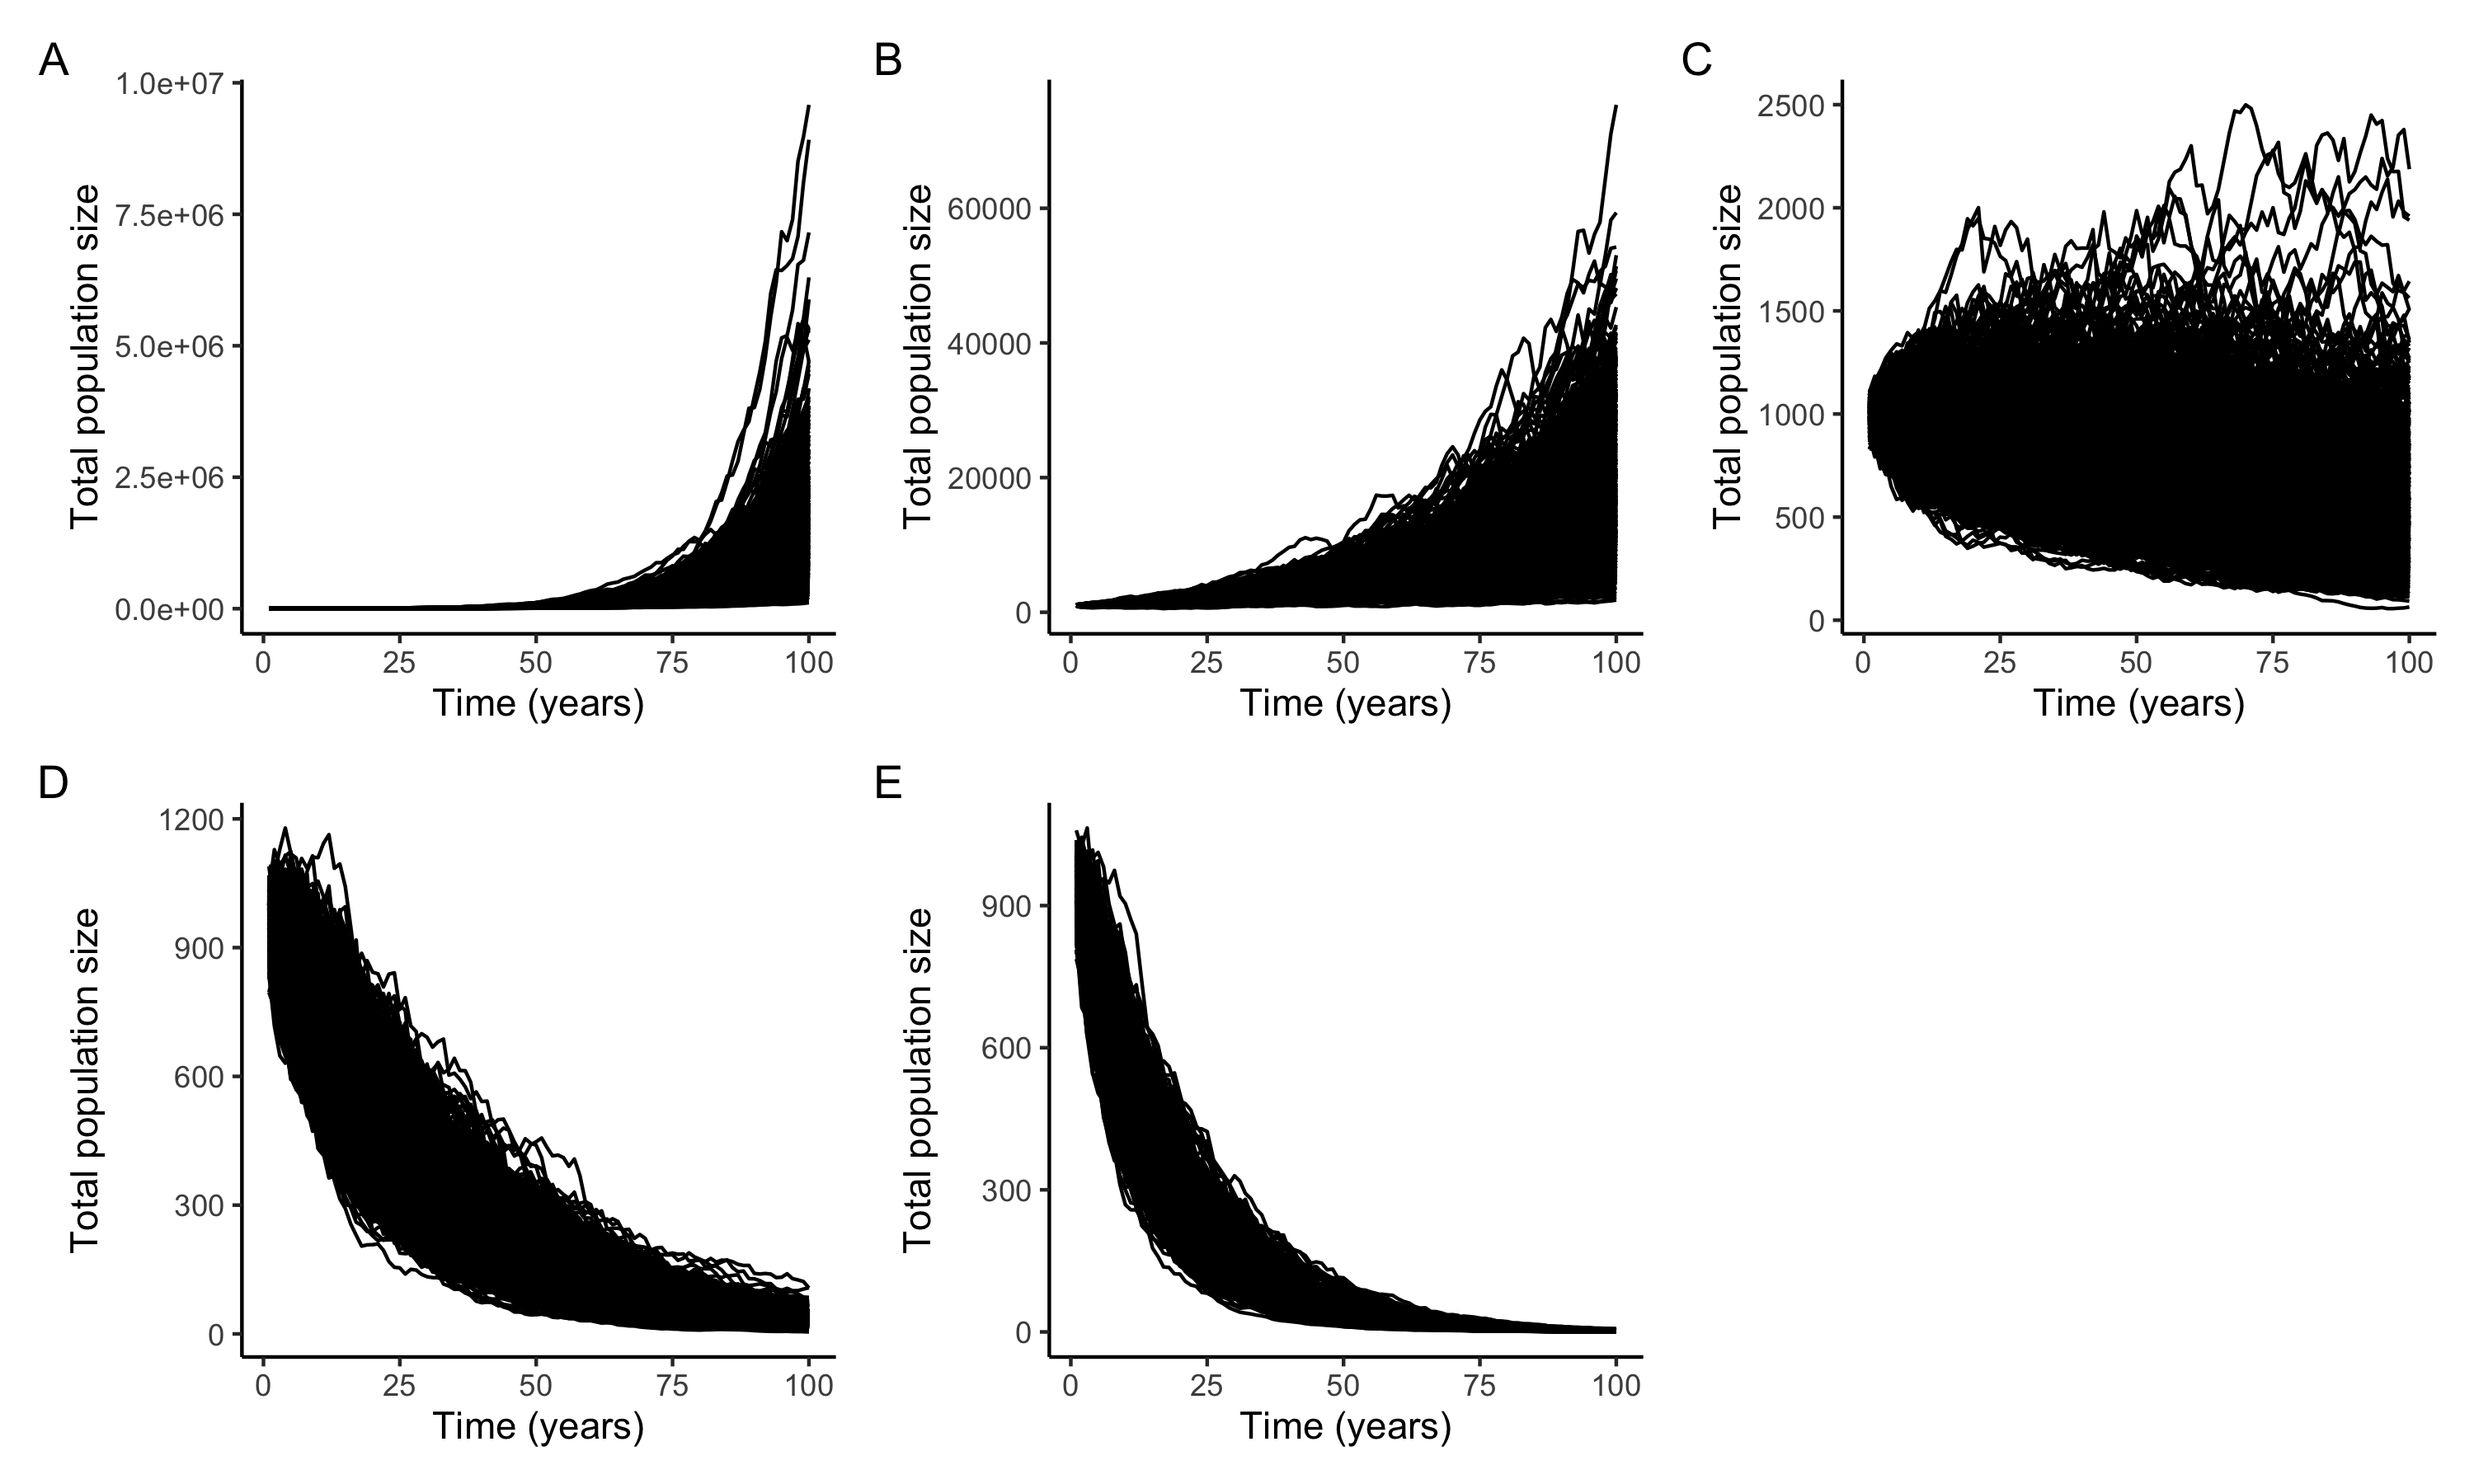 A
Total population size
1.0e+07
7.5e+06
5.0e+06
2.5e+06
0.0e+00
0 25 50 75 100
Time (years)
B
Total population size
60000
40000
20000
0
0 25 50 75 100
Time (years)
C
Total population size
2500
2000
1500
1000
500
0
0 25 50 75 100
Time (years)
D
Total population size
1200
900
600
300
0
0 25 50 75 100
Time (years)
E
Total population size
900
600
300
0
0 25 50 75 100
Time (years)